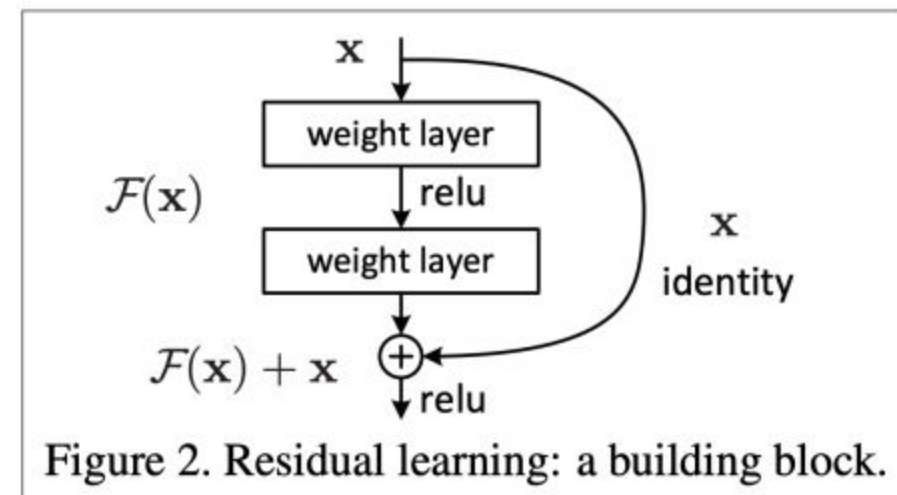 x
weight layer
F(x)
relu
weight layer
x
identity
F(x) + x
+
relu
Figure 2. Residual learning: a building block.